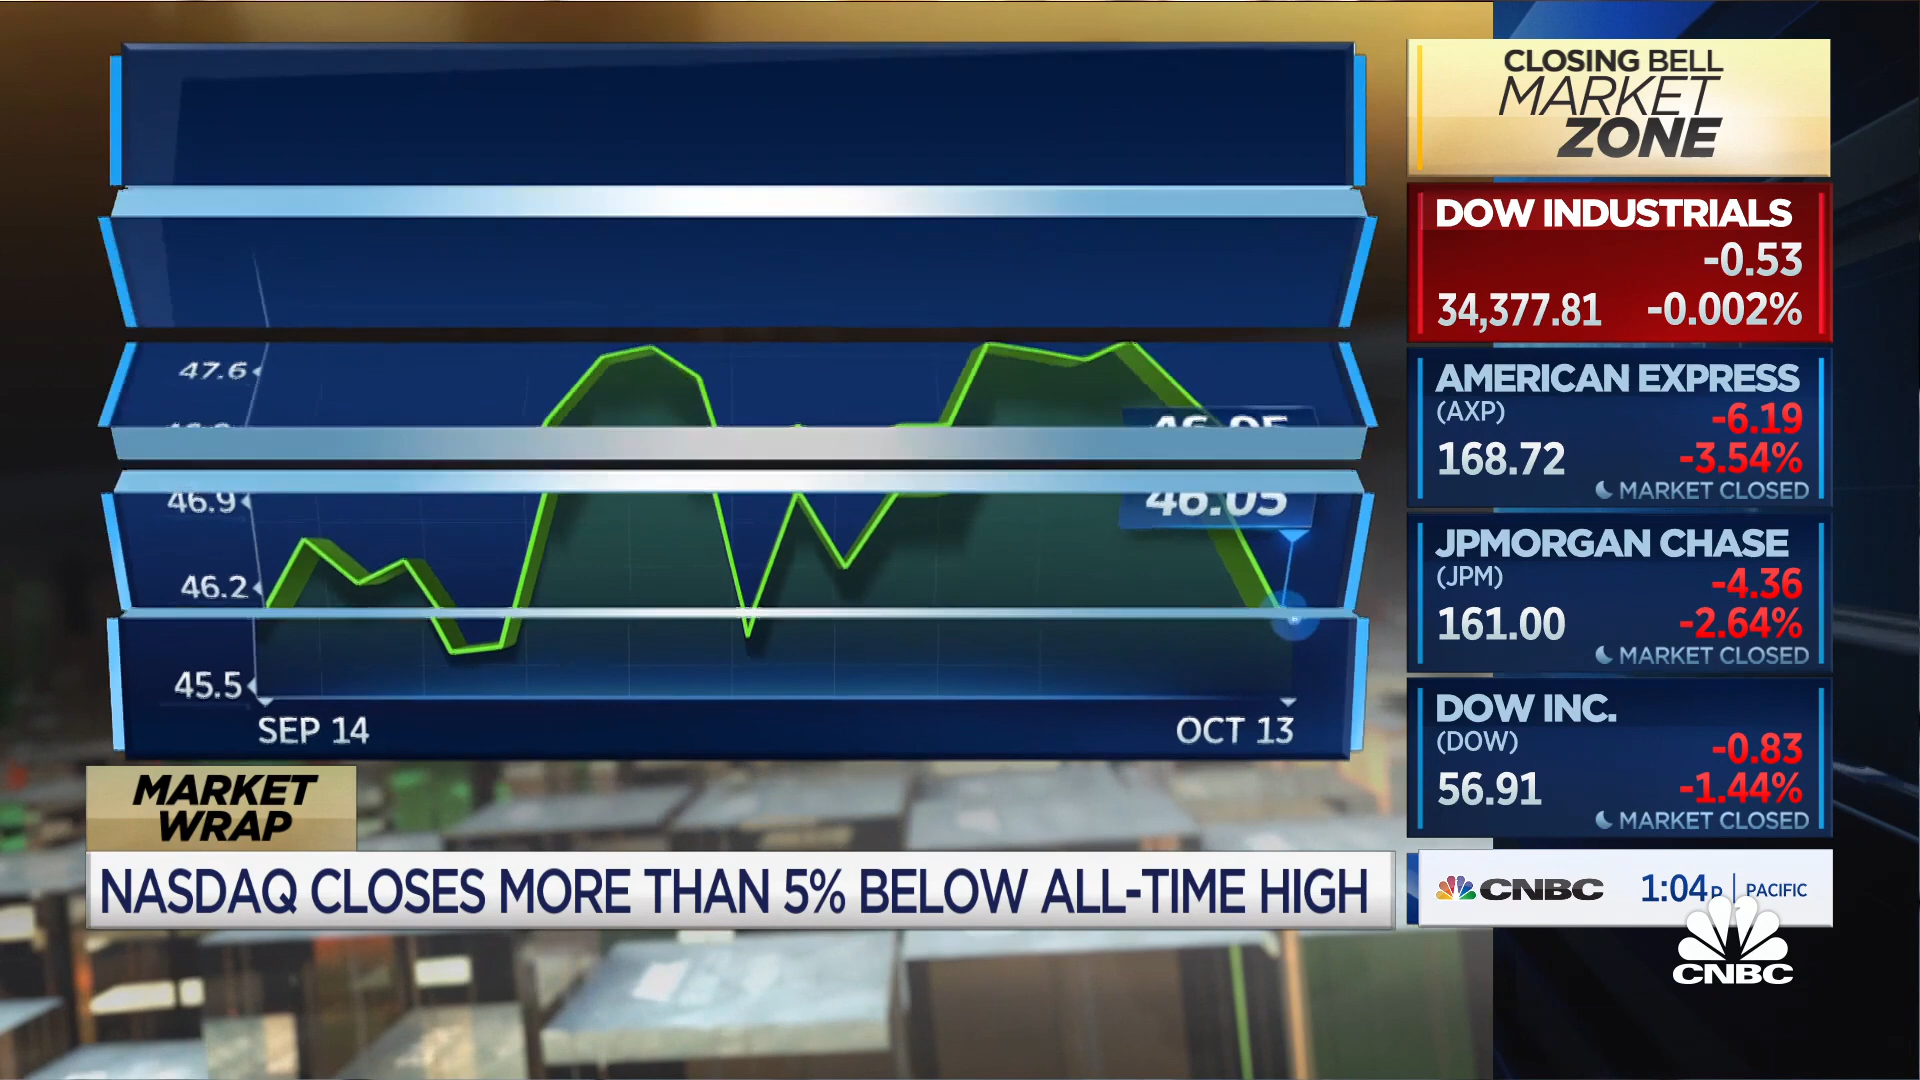 47.6
46.9
46.05
46.2
45.5
SEP 14
OCT 13
MARKET
WRAP
NASDAQ CLOSES MORE THAN 5% BELOW ALL-TIME HIGH
CLOSING BELL
MARKET
ZONE
DOW INDUSTRIALS
-0.53
34,377.81 -0.002%
AMERICAN EXPRESS
(AXP) -6.19
168.72 -3.54%
MARKET CLOSED
JPMORGAN CHASE
(JPM) -4.36
161.00 -2.64%
MARKET CLOSED
DOW INC.
(DOW) -0.83
56.91 -1.44%
MARKET CLOSED
CNBC 1:04P PACIFIC
CNBC